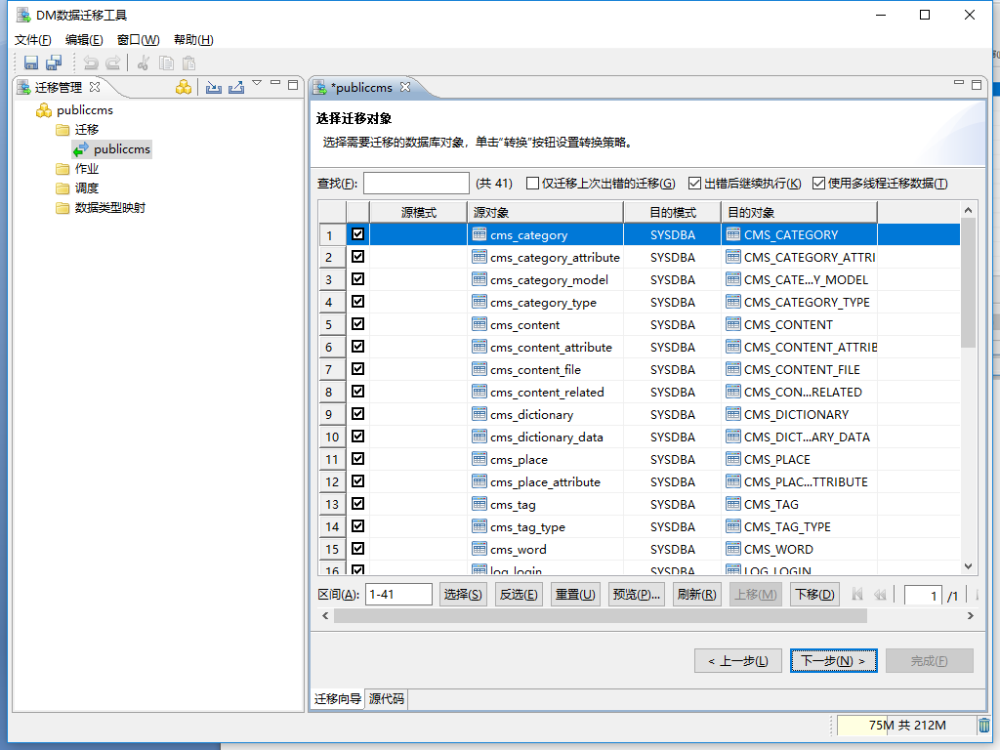 DM数据迁移工具
文件(F) 编辑(E) 窗口(W) 帮助(H)
迁移管理
publiccms
迁移
publiccms
作业
调度
数据类型映射
*publiccms
选择迁移对象
选择需要迁移的数据库对象，单击“转换”按钮设置转换策略。
查找(F): (共 41) 仅迁移上次出错的迁移(G) 出错后继续执行(K) 使用多线程迁移数据(T)
源模式 源对象 目的模式 目的对象
1 cms_category SYSDBA CMS_CATEGORY
2 cms_category_attribute SYSDBA CMS_CATEGORY_ATTRI
3 cms_category_model SYSDBA CMS_CATE...Y_MODEL
4 cms_category_type SYSDBA CMS_CATEGORY_TYPE
5 cms_content SYSDBA CMS_CONTENT
6 cms_content_attribute SYSDBA CMS_CONTENT_ATTRIB
7 cms_content_file SYSDBA CMS_CONTENT_FILE
8 cms_content_related SYSDBA CMS_CON...RELATED
9 cms_dictionary SYSDBA CMS_DICTIONARY
10 cms_dictionary_data SYSDBA CMS_DICT...ARY_DATA
11 cms_place SYSDBA CMS_PLACE
12 cms_place_attribute SYSDBA CMS_PLAC...TTRIBUTE
13 cms_tag SYSDBA CMS_TAG
14 cms_tag_type SYSDBA CMS_TAG_TYPE
15 cms_word SYSDBA CMS_WORD
16 log_login SYSDBA LOG_LOGIN
区间(A): 1-41 选择(S) 反选(E) 重置(U) 预览(P)... 刷新(R) 上移(M) 下移(D) 1 /1
< 上一步(L) 下一步(N) > 完成(F)
迁移向导 源代码
75M 共 212M